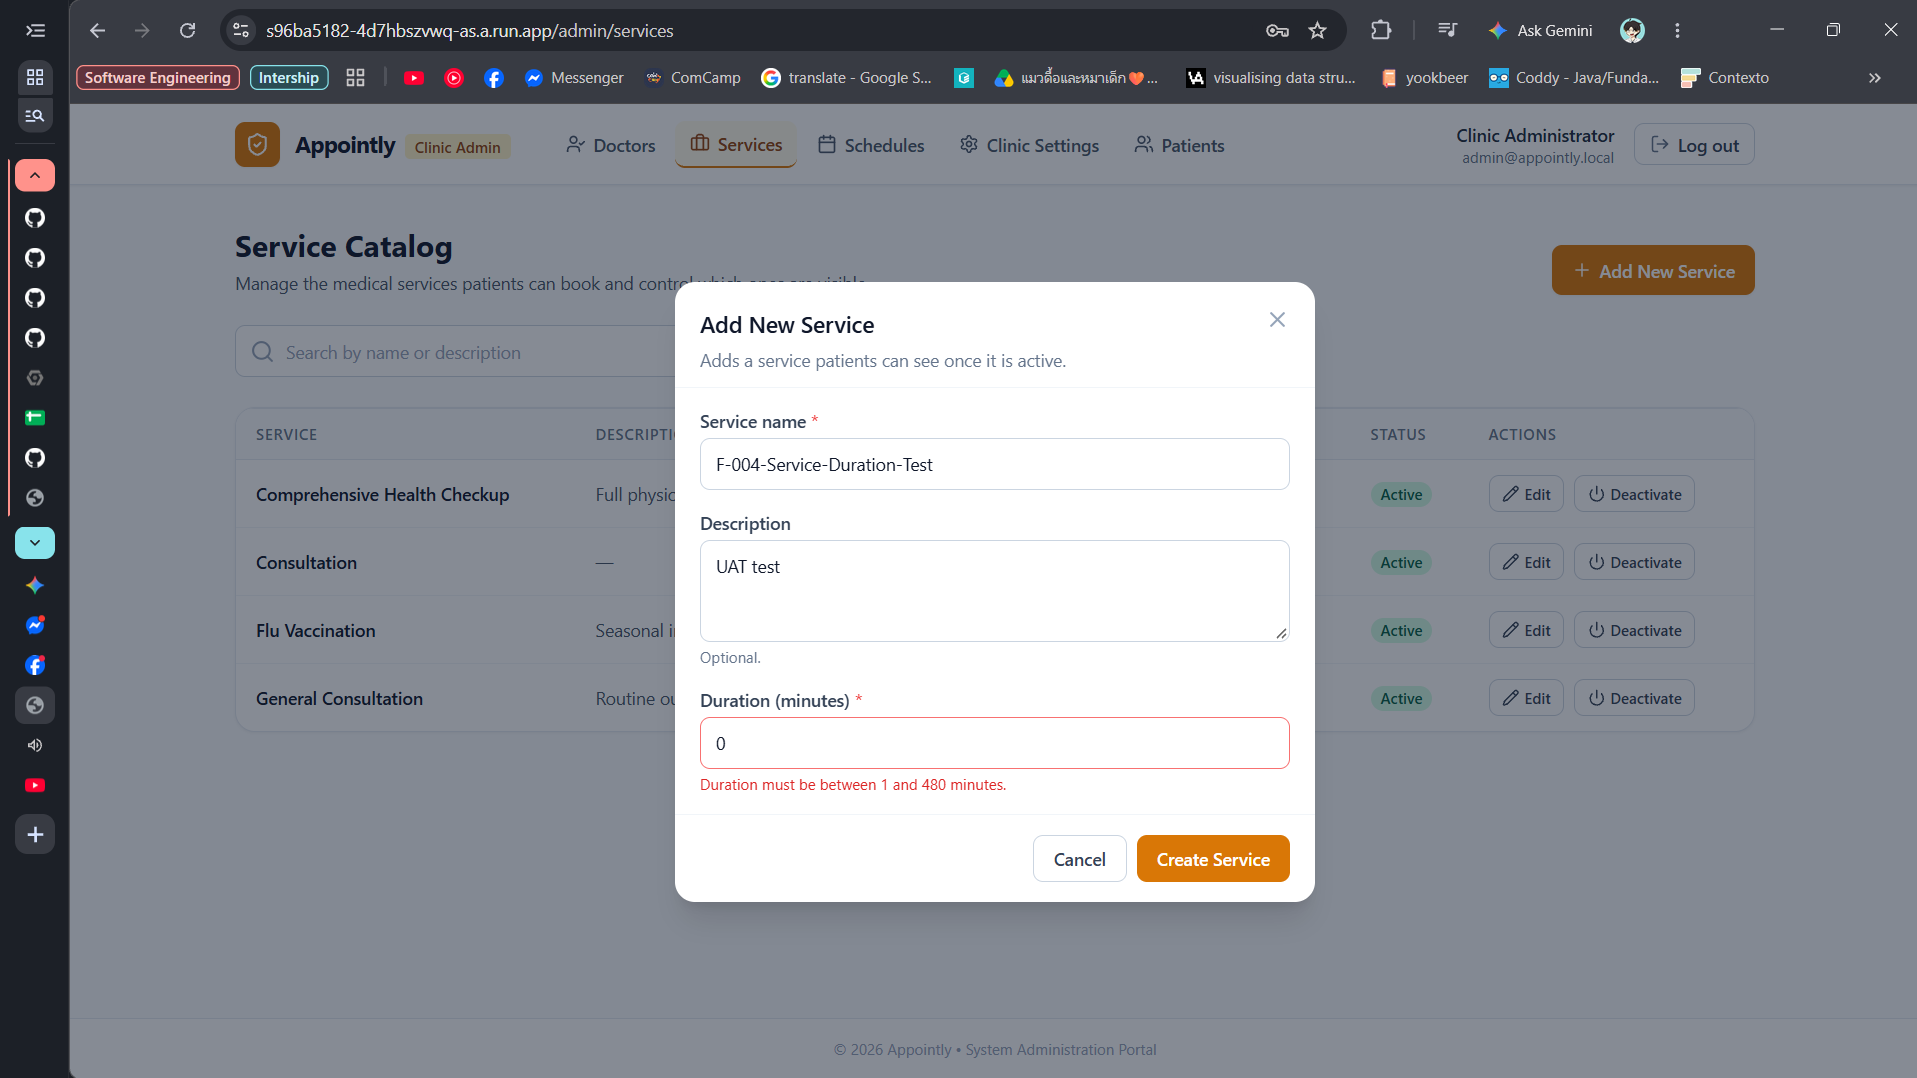 s96ba5182-4d7hbszvwq-as.a.run.app/admin/services
Ask Gemini
Software Engineering
Intership
Messenger
ComCamp
translate - Google S...
แมวดื้อและหมาเด็ก❤️...
visualising data stru...
yookbeer
Coddy - Java/Funda...
Contexto
Appointly
Clinic Admin
Doctors
Services
Schedules
Clinic Settings
Patients
Clinic Administrator
admin@appointly.local
Log out
Service Catalog
Manage the medical services patients can book and control which ones are visible.
Add New Service
Search by name or description
SERVICE
STATUS
ACTIONS
Comprehensive Health Checkup
Full
Active
Edit
Deactivate
Consultation
—
Active
Edit
Deactivate
Flu Vaccination
Seasonal
Active
Edit
Deactivate
General Consultation
Routine
Active
Edit
Deactivate
Add New Service
Adds a service patients can see once it is active.
Service name *
F-004-Service-Duration-Test
Description
UAT test
Optional.
Duration (minutes) *
0
Duration must be between 1 and 480 minutes.
Cancel
Create Service
© 2026 Appointly • System Administration Portal